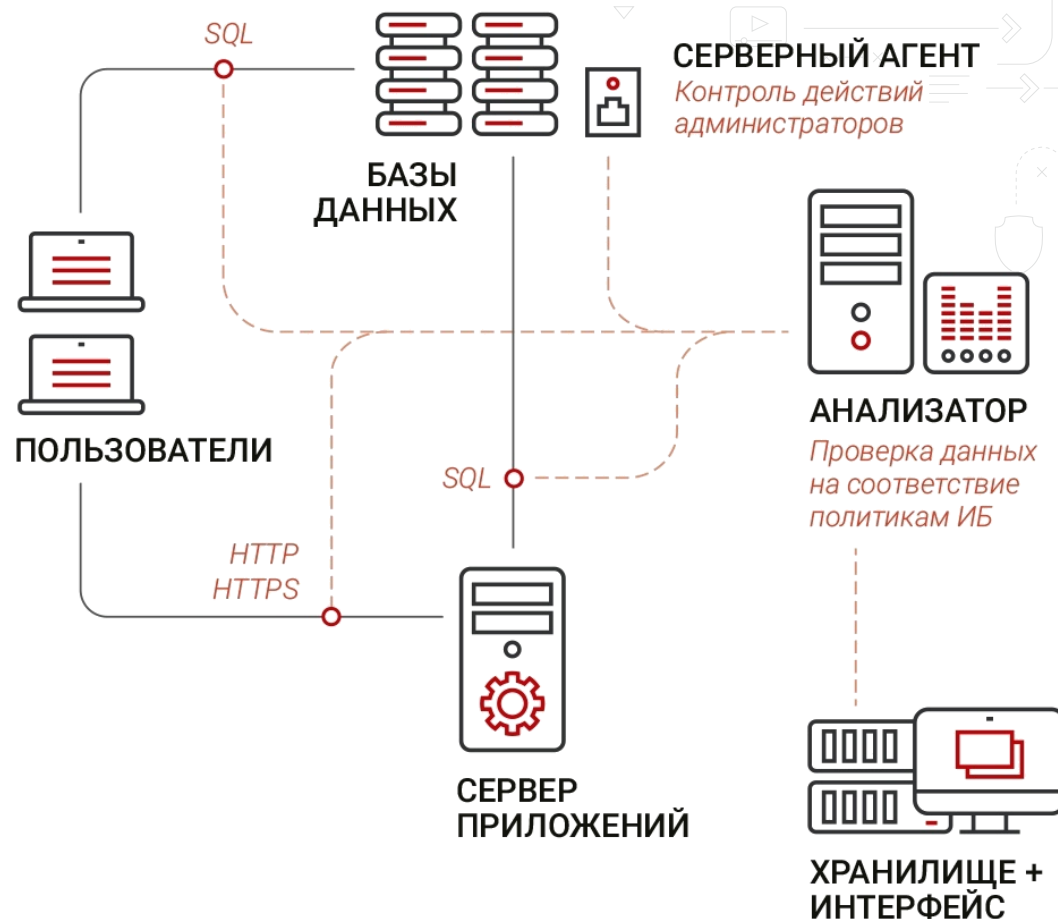 SQL
СЕРВЕРНЫЙ АГЕНТ
Контроль действий
администраторов
БАЗЫ
ДАННЫХ
ПОЛЬЗОВАТЕЛИ
АНАЛИЗАТОР
Проверка данных
на соответствие
политикам ИБ
SQL
HTTP
HTTPS
СЕРВЕР
ПРИЛОЖЕНИЙ
ХРАНИЛИЩЕ +
ИНТЕРФЕЙС